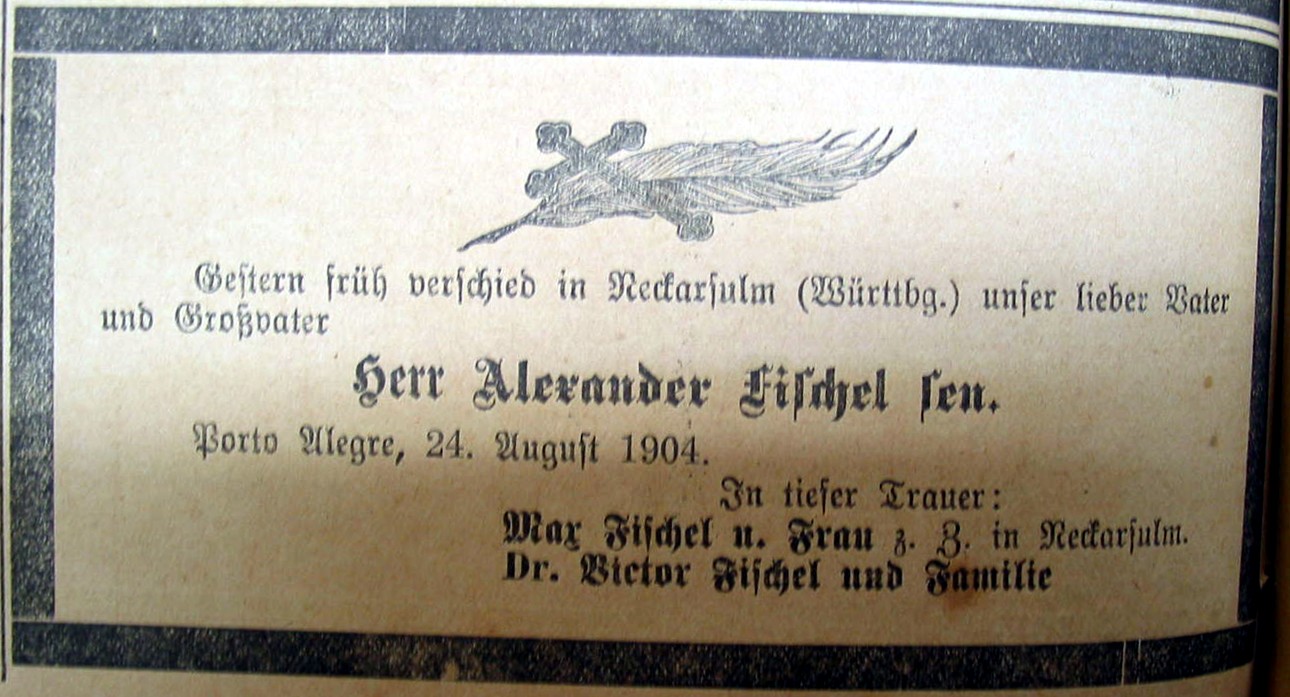 Gestern früh verschied in Neckarsulm (Württbg.) unser lieber Vater
und Großvater
Herr Alexander Fischel sen.
Porto Alegre, 24. August 1904.
In tiefer Trauer:
Max Fischel u. Frau z. Z. in Neckarsulm.
Dr. Victor Fischel und Familie